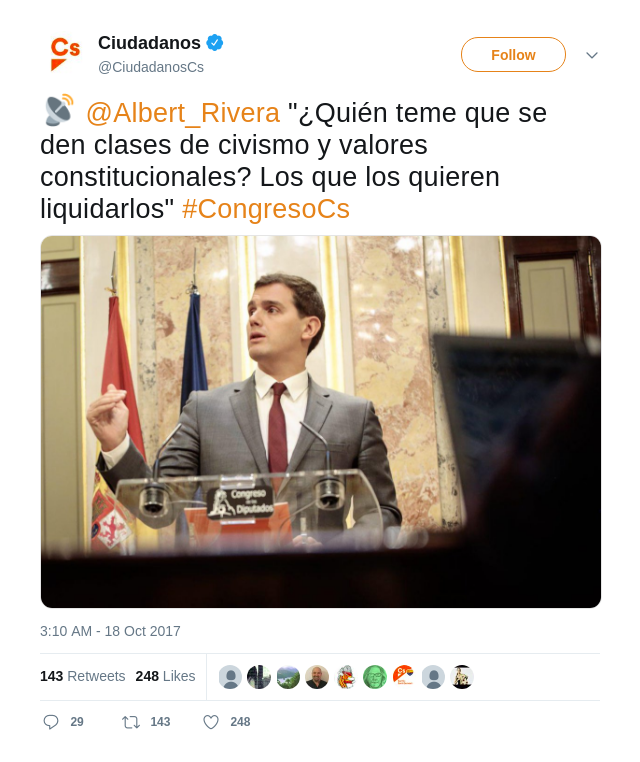 Cs
Ciudadanos
@CiudadanosCs
Follow
@Albert_Rivera "¿Quién teme que se
den clases de civismo y valores
constitucionales? Los que los quieren
liquidarlos" #CongresoCs
Congreso
de los
Diputados
3:10 AM - 18 Oct 2017
143 Retweets 248 Likes
Cs
29 143 248